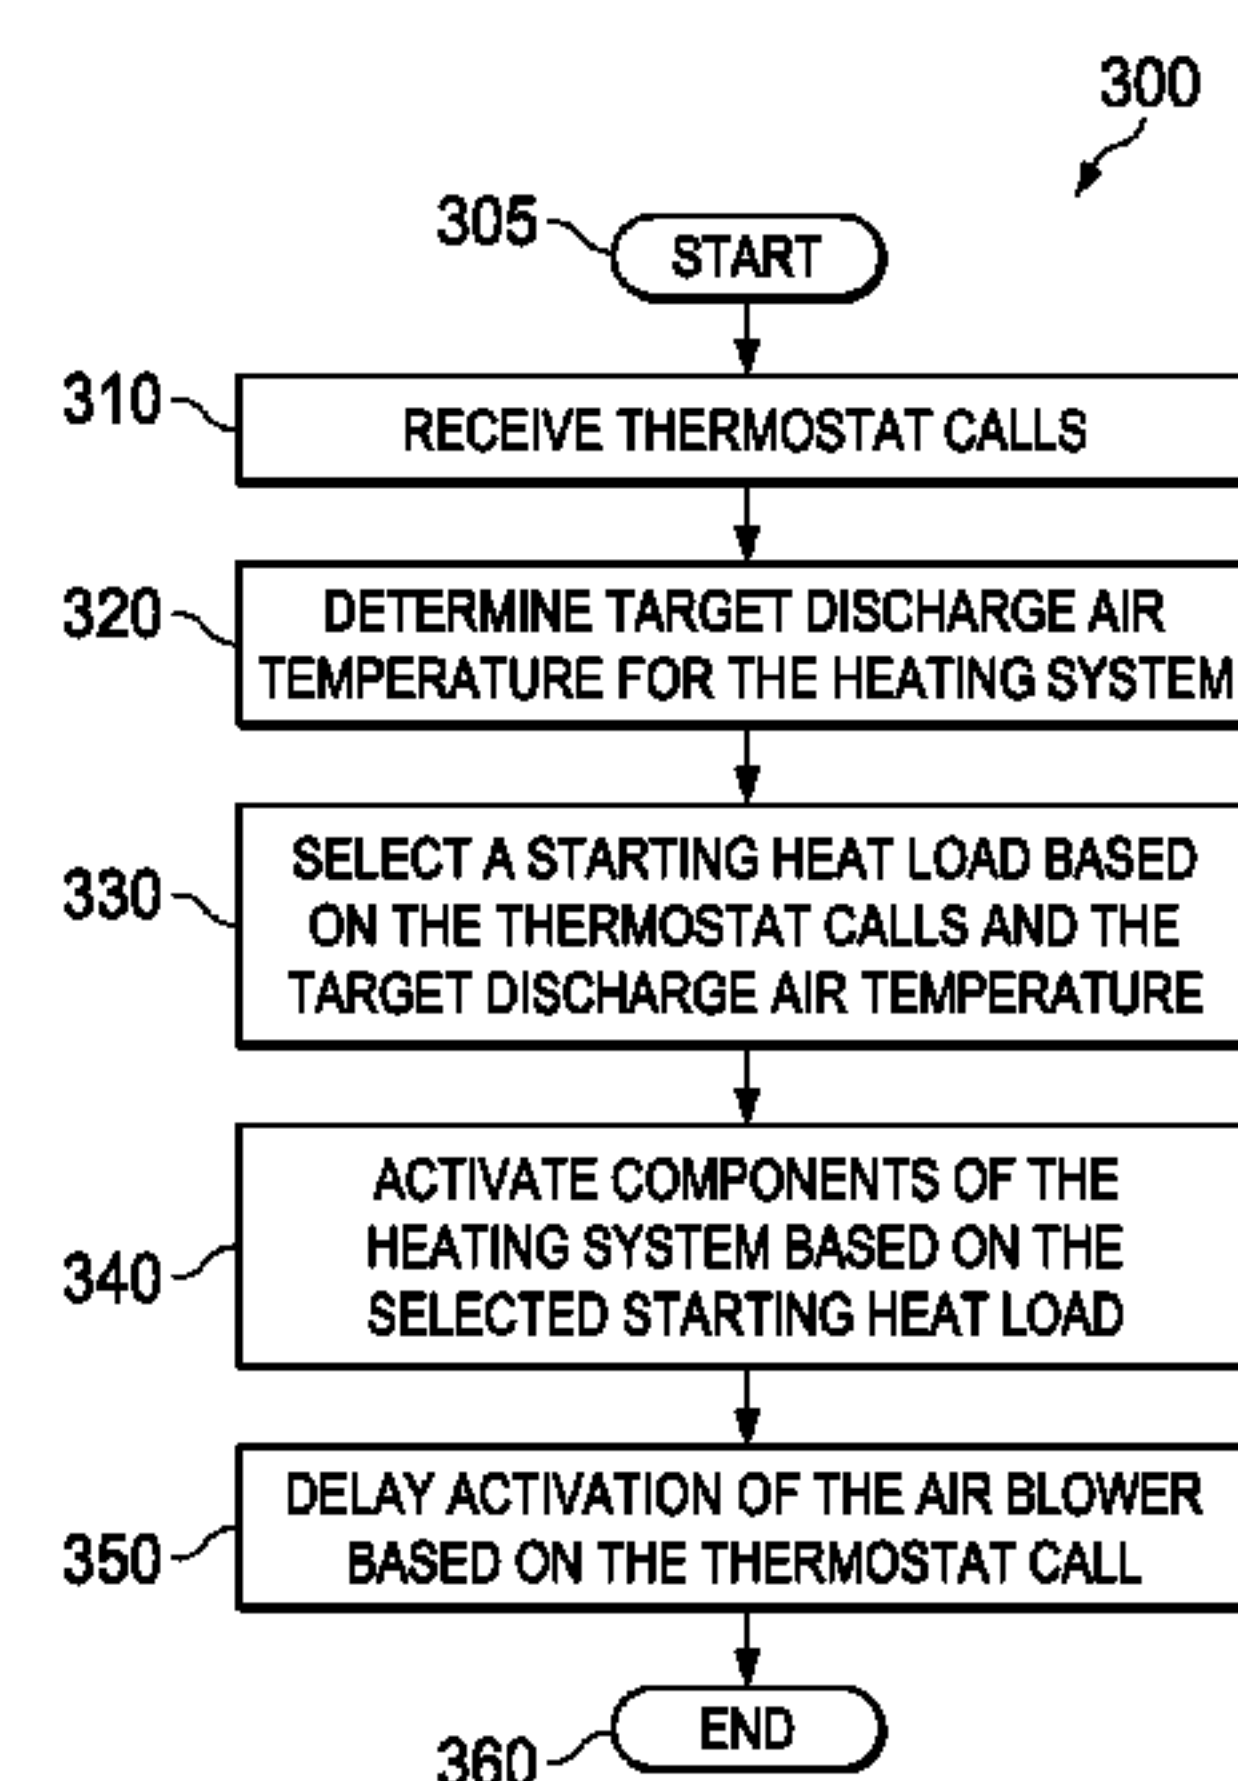 300
305
START
310
RECEIVE THERMOSTAT CALLS
320
DETERMINE TARGET DISCHARGE AIR
TEMPERATURE FOR THE HEATING SYSTEM
330
SELECT A STARTING HEAT LOAD BASED
ON THE THERMOSTAT CALLS AND THE
TARGET DISCHARGE AIR TEMPERATURE
340
ACTIVATE COMPONENTS OF THE
HEATING SYSTEM BASED ON THE
SELECTED STARTING HEAT LOAD
350
DELAY ACTIVATION OF THE AIR BLOWER
BASED ON THE THERMOSTAT CALL
END
360